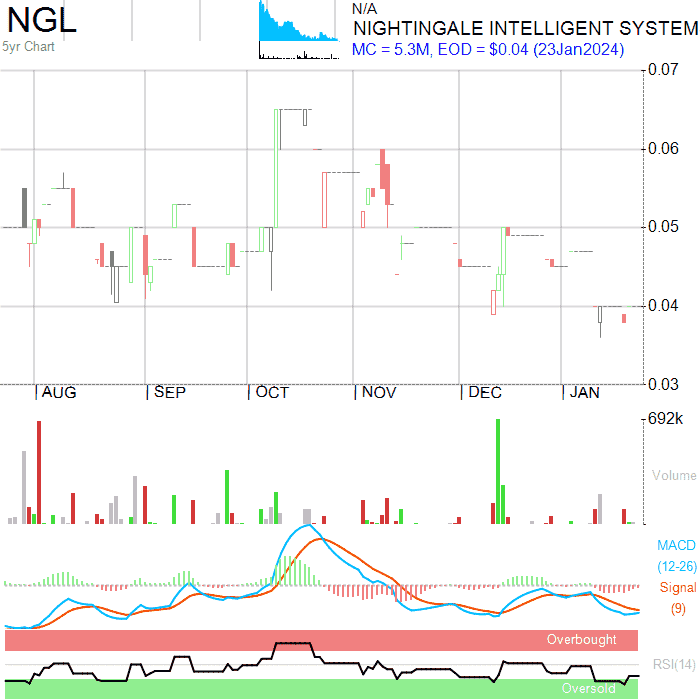 NGL
N/A
NIGHTINGALE INTELLIGENT SYSTEM
5yr Chart
MC = 5.3M, EOD = $0.04 (23Jan2024)
0.07
0.06
0.05
0.04
0.03
AUG
SEP
OCT
NOV
DEC
JAN
692k
Volume
MACD
(12-26)
Signal
(9)
Overbought
RSI(14)
Oversold